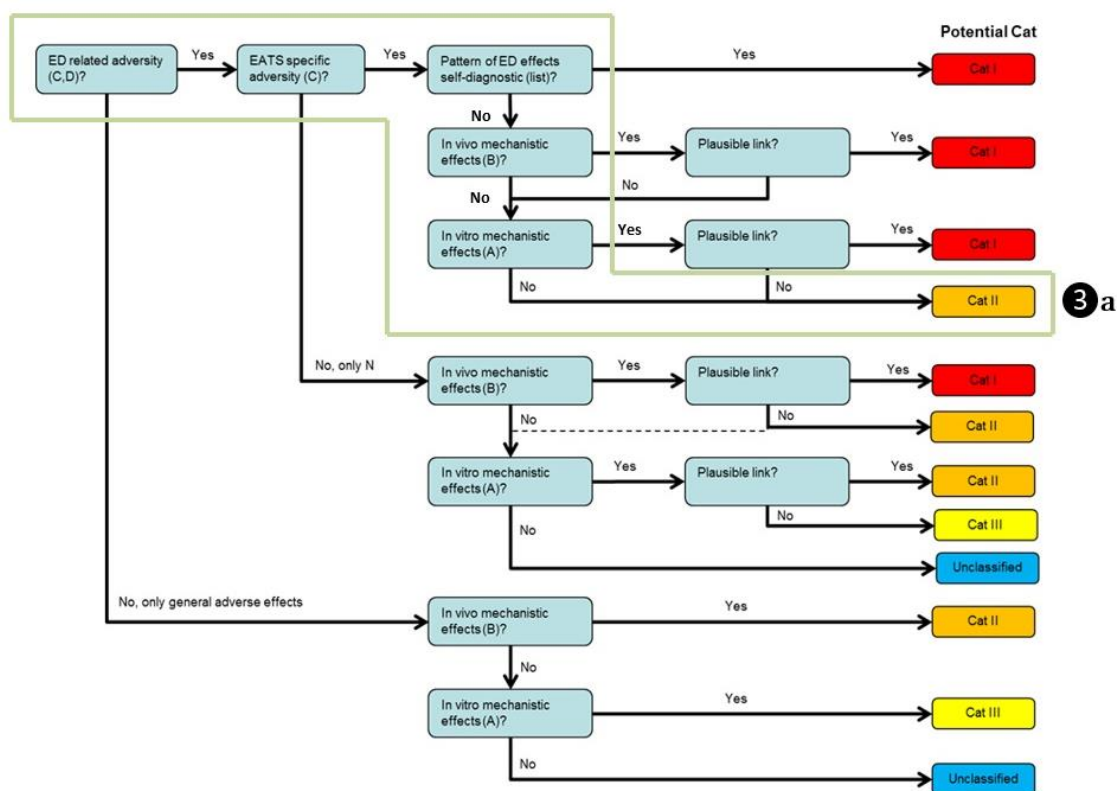 Potential Cat
ED related adversity
(C,D)?
Yes
EATS specific
adversity (C)?
Yes
Pattern of ED effects
self-diagnostic (list)?
Yes
Cat I
No
In vivo mechanistic
effects (B)?
Yes
Plausible link?
Yes
Cat I
No
No
In vitro mechanistic
effects (A)?
Yes
Plausible link?
Yes
Cat I
No
No
Cat II
3 a
No, only N
In vivo mechanistic
effects (B)?
Yes
Plausible link?
Yes
Cat I
No
No
Cat II
In vitro mechanistic
effects (A)?
Yes
Plausible link?
Yes
Cat II
No
Cat III
No
Unclassified
No, only general adverse effects
In vivo mechanistic
effects (B)?
Yes
Cat II
No
In vitro mechanistic
effects (A)?
Yes
Cat III
No
Unclassified